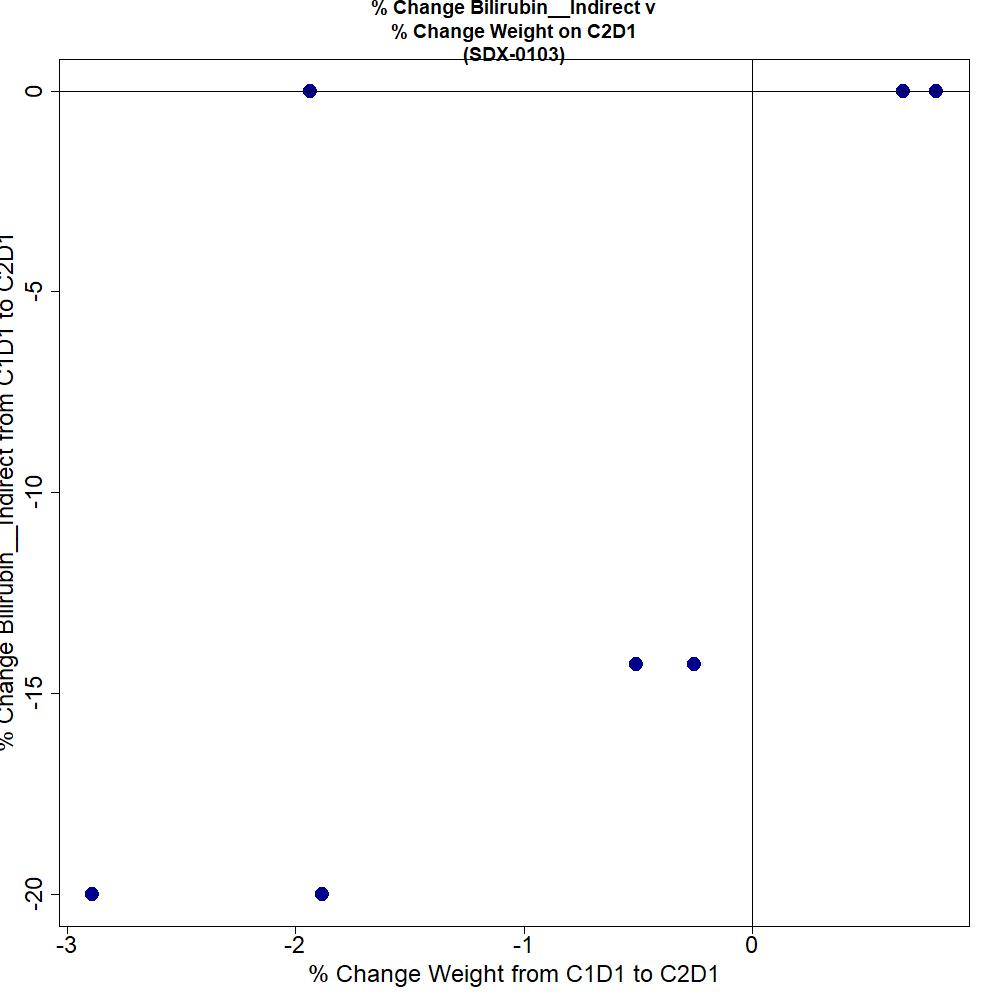 % Change Bilirubin__Indirect v
% Change Weight on C2D1
(SDX-0103)
% Change Bilirubin__Indirect from C1D1 to C2D1
0
-5
-10
-15
-20
-3
-2
-1
0
% Change Weight from C1D1 to C2D1